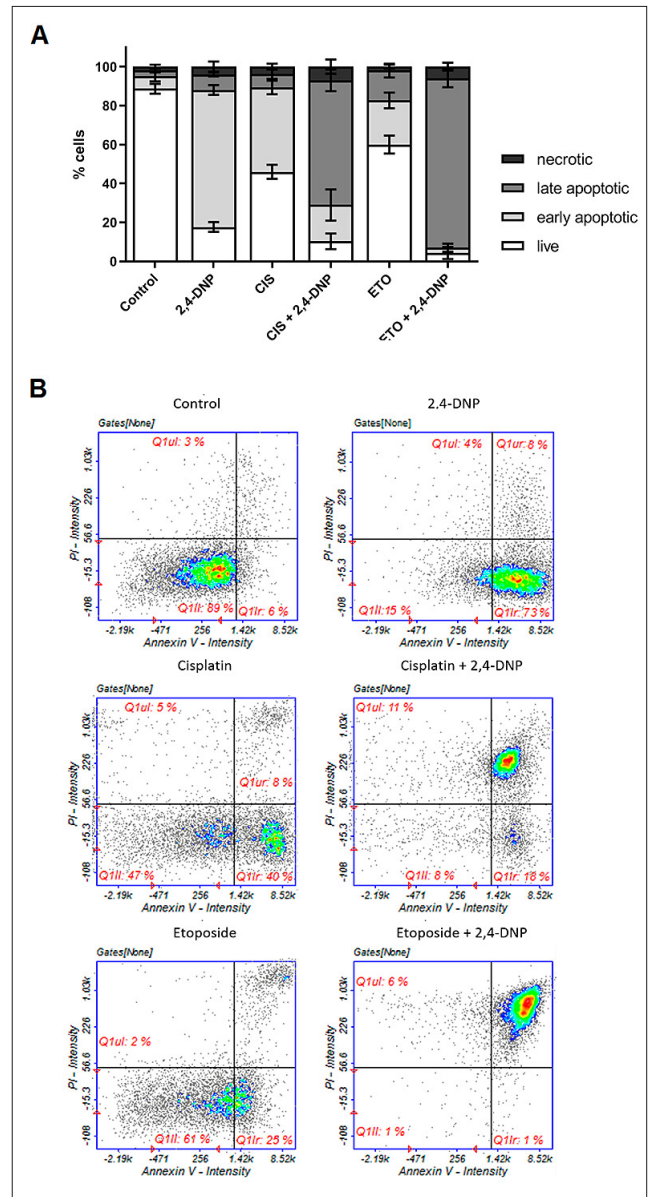 A
100
80
60
40
20
0
% cells
Control
2,4-DNP
CIS
CIS + 2,4-DNP
ETO
ETO + 2,4-DNP
necrotic
late apoptotic
early apoptotic
live
B
Control
Gates[None]
Q1ul: 3 %
Q1ll: 89 %
Q1lr: 6 %
PI - Intensity
1.03k
226
56.6
-15.3
-108
-2.19k -471 256 1.42k 8.52k
Annexin V - Intensity
2,4-DNP
Gates[None]
Q1ul: 4%
Q1ur: 8 %
Q1ll: 15 %
Q1lr: 73 %
PI - Intensity
1.03k
226
56.6
-15.3
-108
-2.19k -471 256 1.42k 8.52k
Annexin V - Intensity
Cisplatin
Gates[None]
Q1ul: 5 %
Q1ur: 8 %
Q1ll: 47 %
Q1lr: 40 %
PI - Intensity
1.03k
226
56.6
-15.3
-108
-2.19k -471 256 1.42k 8.52k
Annexin V - Intensity
Cisplatin + 2,4-DNP
Gates[None]
Q1ul: 11 %
Q1ll: 8 %
Q1lr: 18 %
PI - Intensity
1.03k
226
56.6
-15.3
-108
-2.19k -471 256 1.42k 8.52k
Annexin V - Intensity
Etoposide
Gates[None]
Q1ul: 2 %
Q1ll: 61 %
Q1lr: 25 %
PI - Intensity
1.03k
226
56.6
-15.3
-108
-2.19k -471 256 1.42k 8.52k
Annexin V - Intensity
Etoposide + 2,4-DNP
Gates[None]
Q1ul: 6 %
Q1ll: 1 %
Q1lr: 1 %
PI - Intensity
1.03k
226
56.6
-15.3
-108
-2.19k -471 256 1.42k 8.52k
Annexin V - Intensity